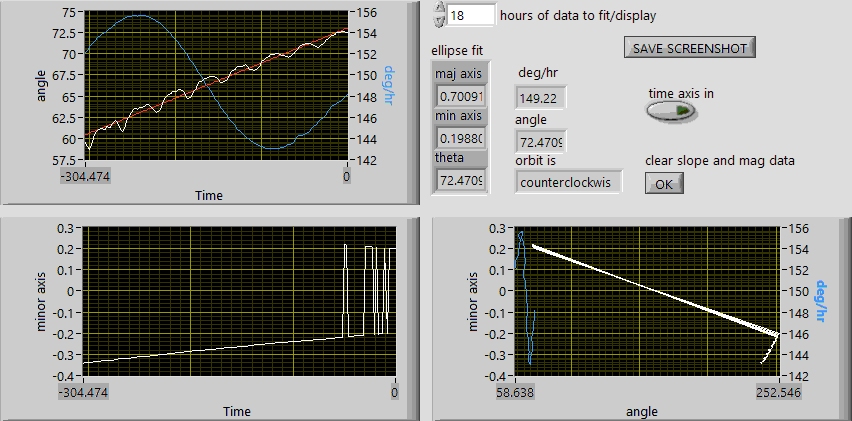 75
72.5
70
67.5
65
62.5
60
57.5
angle
156
154
152
150
148
146
144
142
deg/hr
-304.474
0
Time
18 hours of data to fit/display
SAVE SCREENSHOT
ellipse fit
maj axis
0.70091
min axis
0.19880
theta
72.4709
deg/hr
149.22
angle
72.4709
orbit is
counterclockwis
time axis in
clear slope and mag data
OK
0.3
0.2
0.1
0
-0.1
-0.2
-0.3
-0.4
minor axis
-304.474
0
Time
0.3
0.2
0.1
0
-0.1
-0.2
-0.3
-0.4
minor axis
156
154
152
150
148
146
144
142
deg/hr
58.638
252.546
angle